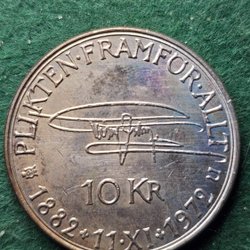 PLIKTEN·FRAMFÖR·ALLT
10 KR
1882·11·XI·1972